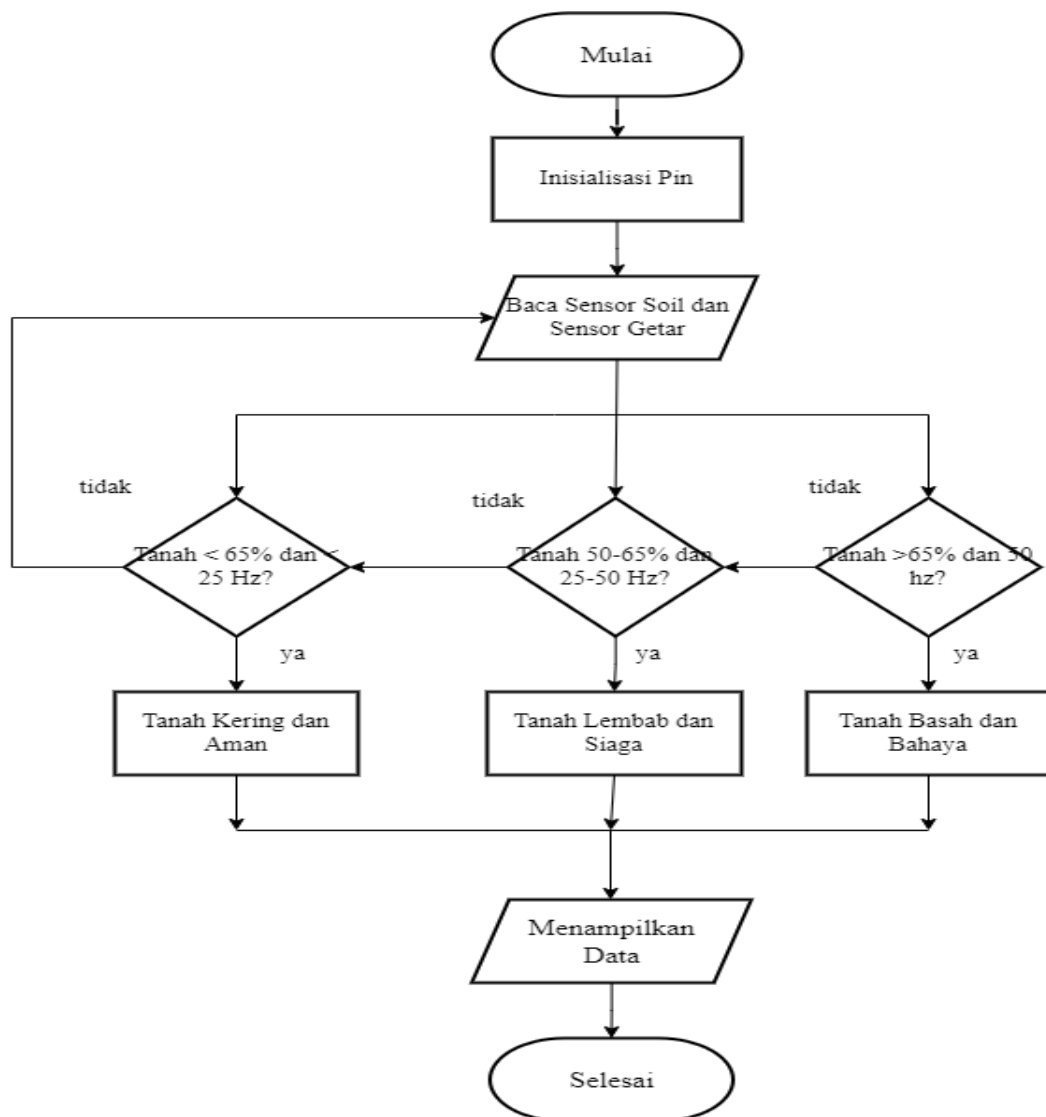 Mulai
Inisialisasi Pin
Baca Sensor Soil dan
Sensor Getar
tidak
tidak
tidak
Tanah < 65% dan <
25 Hz?
Tanah 50-65% dan
25-50 Hz?
Tanah >65% dan 50
hz?
ya
ya
ya
Tanah Kering dan
Aman
Tanah Lembab dan
Siaga
Tanah Basah dan
Bahaya
Menampilkan
Data
Selesai